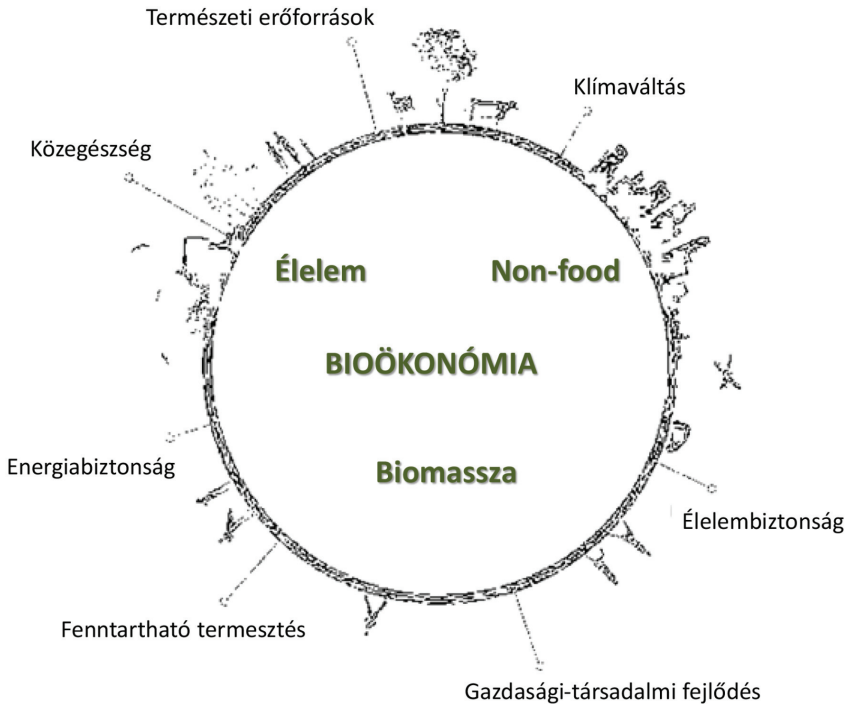 Természeti erőforrások
Klímaváltás
Közegészség
Élelem
Non-food
BIOÖKONÓMIA
Biomassza
Energiabiztonság
Élelembiztonság
Fenntartható termesztés
Gazdasági-társadalmi fejlődés